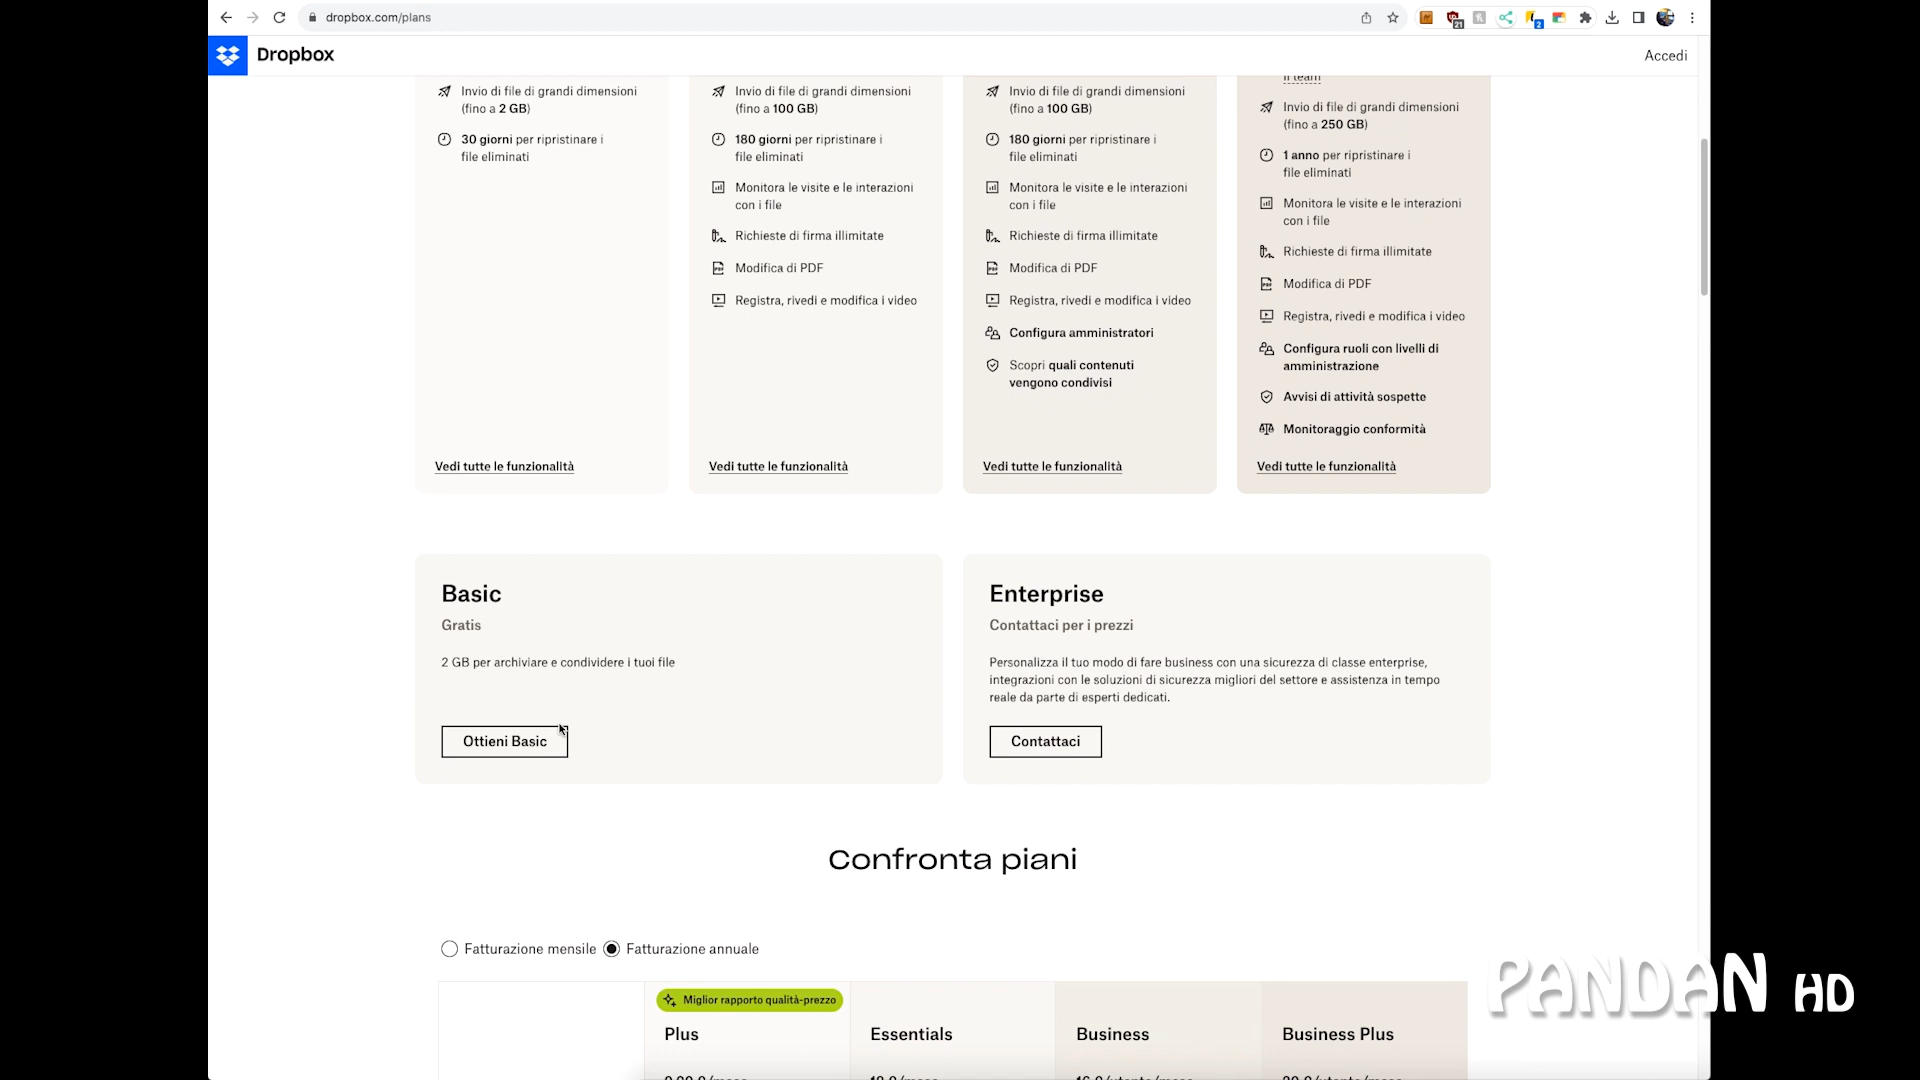 dropbox.com/plans
21
2
Dropbox
Accedi
Invio di file di grandi dimensioni
(fino a 2 GB)
30 giorni per ripristinare i
file eliminati
Vedi tutte le funzionalità
Invio di file di grandi dimensioni
(fino a 100 GB)
180 giorni per ripristinare i
file eliminati
Monitora le visite e le interazioni
con i file
Richieste di firma illimitate
Modifica di PDF
Registra, rivedi e modifica i video
Vedi tutte le funzionalità
Invio di file di grandi dimensioni
(fino a 100 GB)
180 giorni per ripristinare i
file eliminati
Monitora le visite e le interazioni
con i file
Richieste di firma illimitate
Modifica di PDF
Registra, rivedi e modifica i video
Configura amministratori
Scopri quali contenuti
vengono condivisi
Vedi tutte le funzionalità
il team
Invio di file di grandi dimensioni
(fino a 250 GB)
1 anno per ripristinare i
file eliminati
Monitora le visite e le interazioni
con i file
Richieste di firma illimitate
Modifica di PDF
Registra, rivedi e modifica i video
Configura ruoli con livelli di
amministrazione
Avvisi di attività sospette
Monitoraggio conformità
Vedi tutte le funzionalità
Basic
Gratis
2 GB per archiviare e condividere i tuoi file
Ottieni Basic
Enterprise
Contattaci per i prezzi
Personalizza il tuo modo di fare business con una sicurezza di classe enterprise,
integrazioni con le soluzioni di sicurezza migliori del settore e assistenza in tempo
reale da parte di esperti dedicati.
Contattaci
Confronta piani
Fatturazione mensile Fatturazione annuale
Miglior rapporto qualità-prezzo
Plus Essentials Business Business Plus
PANDAN HD